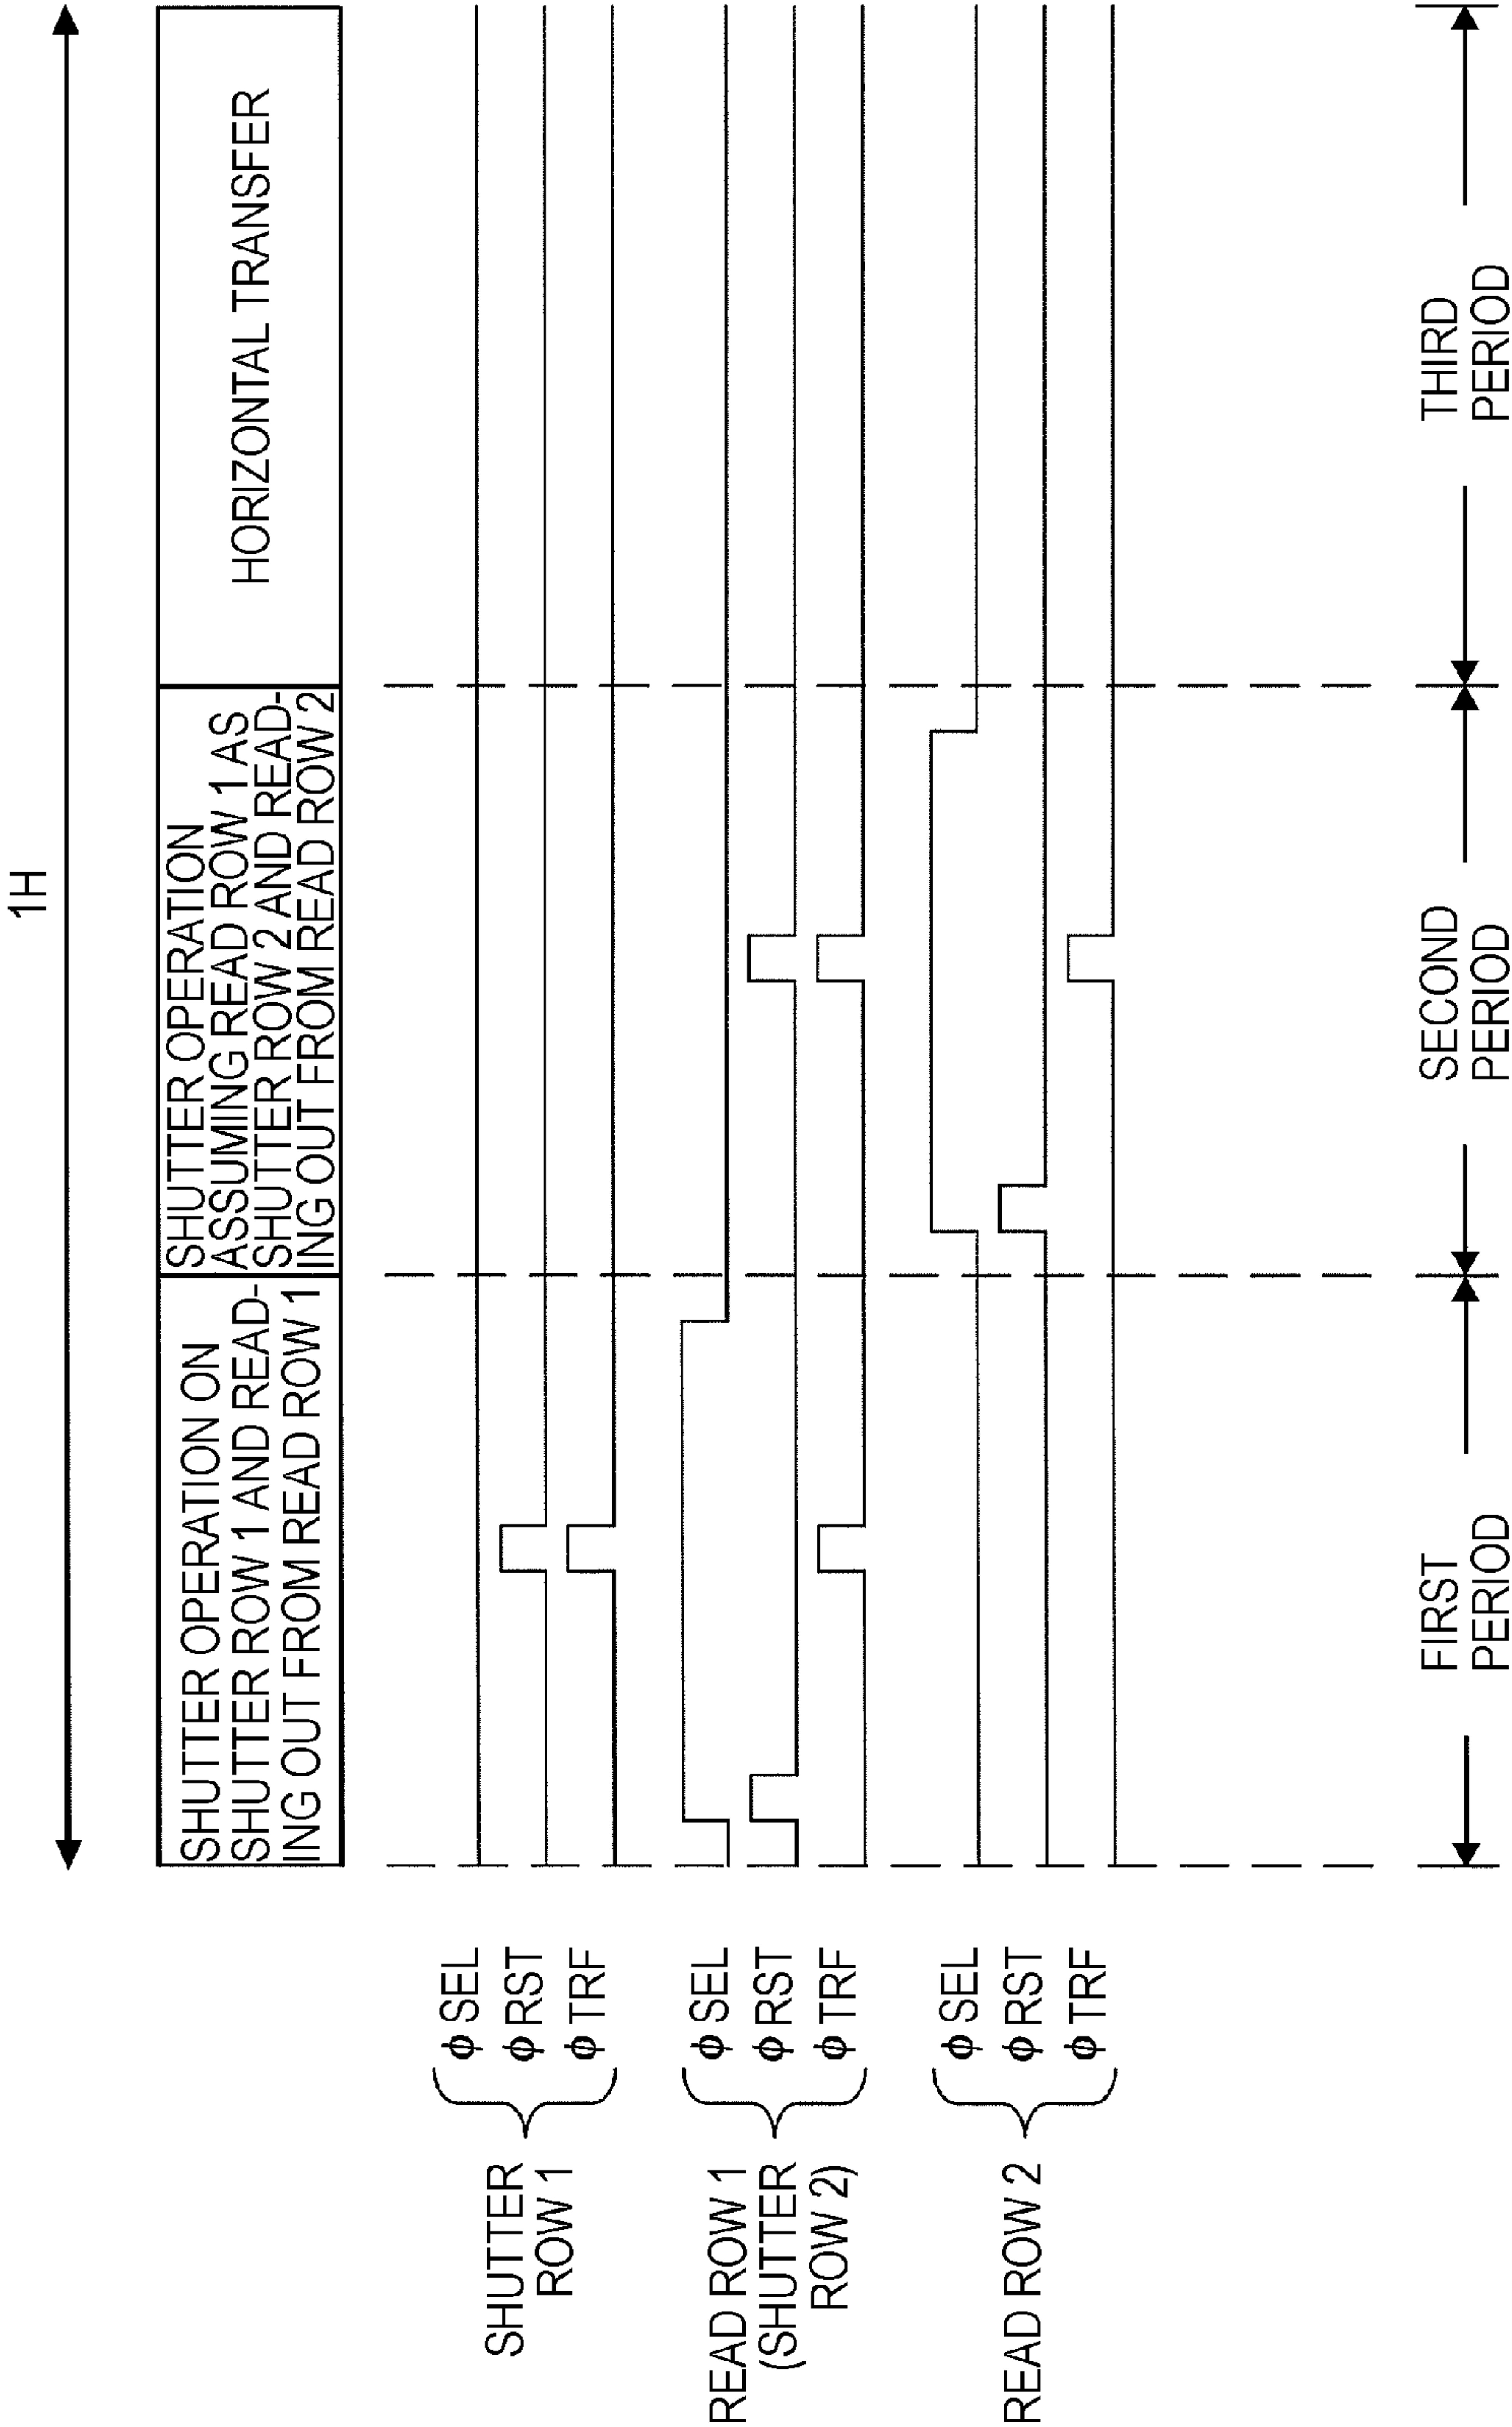 1H
SHUTTER OPERATION ON
SHUTTER ROW 1 AND READ-
ING OUT FROM READ ROW 1
SHUTTER OPERATION
ASSUMING READ ROW 1 AS
SHUTTER ROW 2 AND READ-
ING OUT FROM READ ROW 2
HORIZONTAL TRANSFER
SHUTTER
ROW 1
ϕ SEL
ϕ RST
ϕ TRF
READ ROW 1
(SHUTTER
ROW 2)
ϕ SEL
ϕ RST
ϕ TRF
READ ROW 2
ϕ SEL
ϕ RST
ϕ TRF
FIRST
PERIOD
SECOND
PERIOD
THIRD
PERIOD